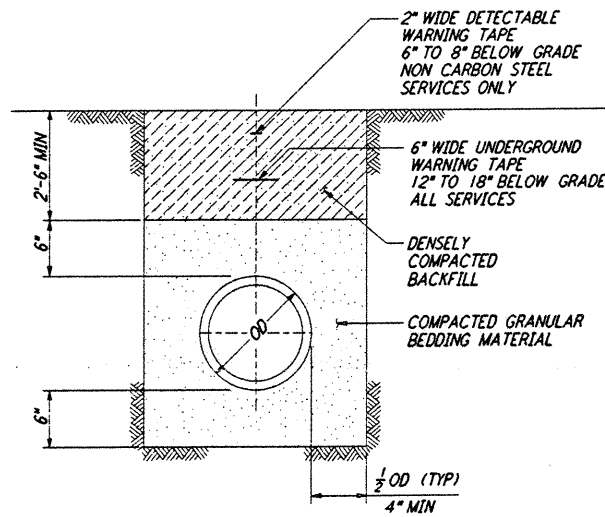 2" WIDE DETECTABLE
WARNING TAPE
6" TO 8" BELOW GRADE
NON CARBON STEEL
SERVICES ONLY
2'-6" MIN
6" WIDE UNDERGROUND
WARNING TAPE
12" TO 18" BELOW GRADE
ALL SERVICES
6"
DENSELY
COMPACTED
BACKFILL
OD
COMPACTED GRANULAR
BEDDING MATERIAL
6"
1/2 OD (TYP)
4" MIN